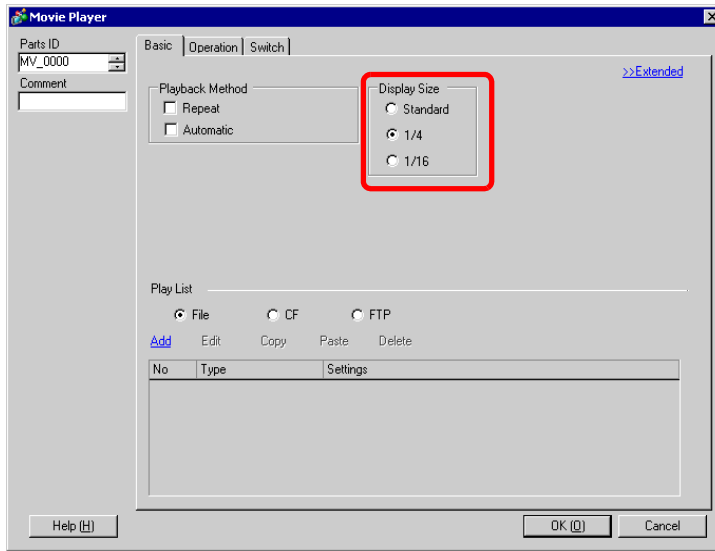 Movie Player
Parts ID
MV_0000
Comment
Basic Operation Switch
>>Extended
Playback Method
Repeat
Automatic
Display Size
Standard
1/4
1/16
Play List
File CF FTP
Add Edit Copy Paste Delete
No Type Settings
Help (H) OK (O) Cancel